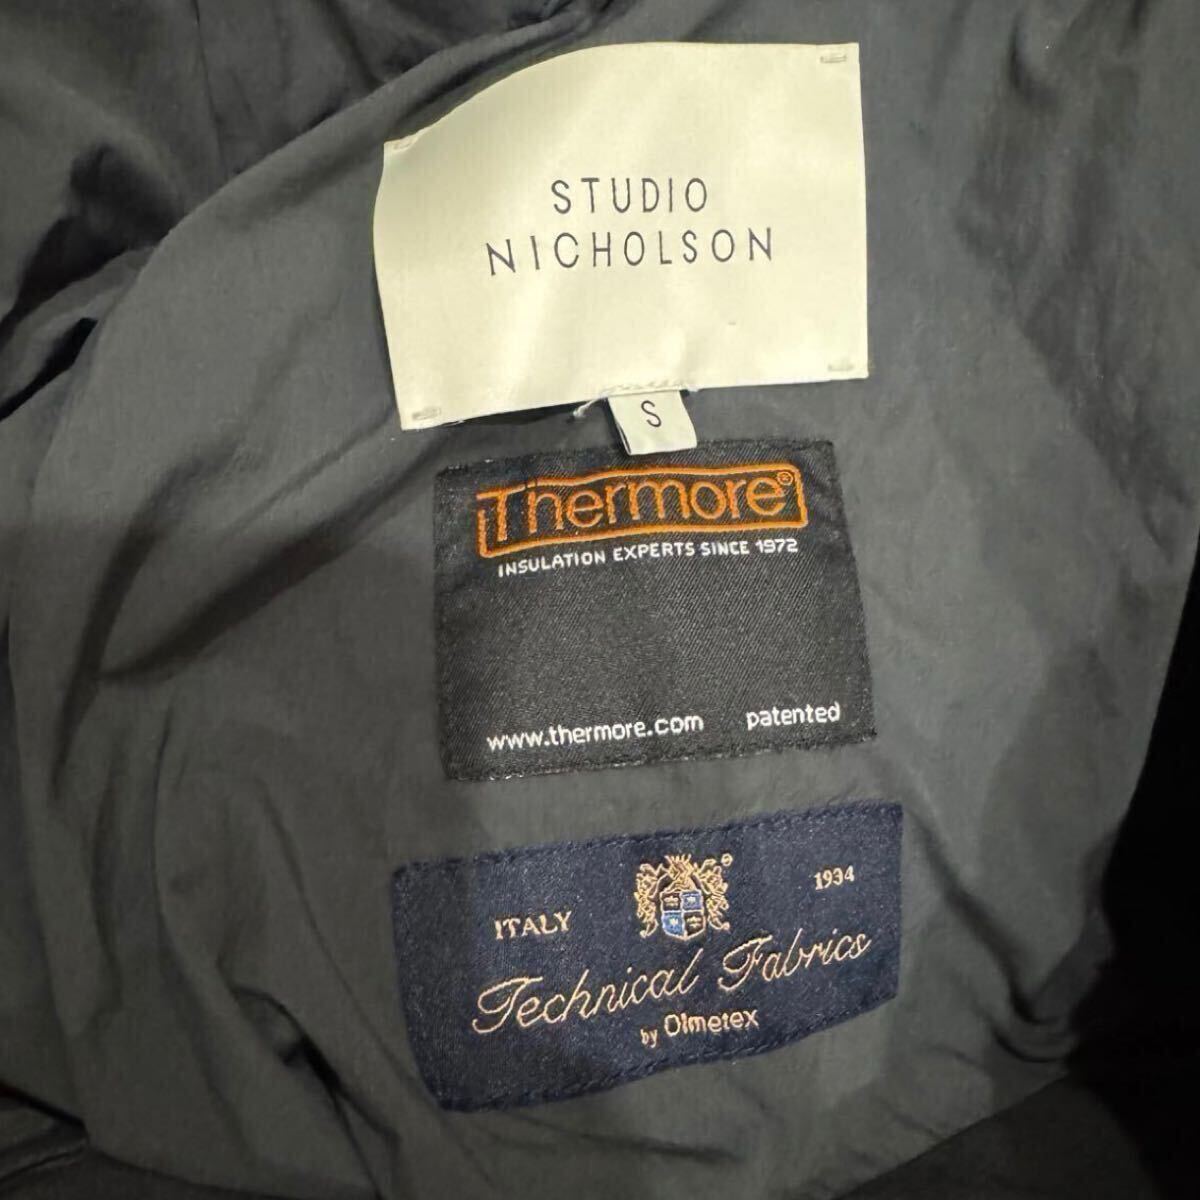 STUDIO
NICHOLSON
S
Thermore®
INSULATION EXPERTS SINCE 1972
www.thermore.com patented
ITALY 1934
Technical Fabrics
by Olmetex